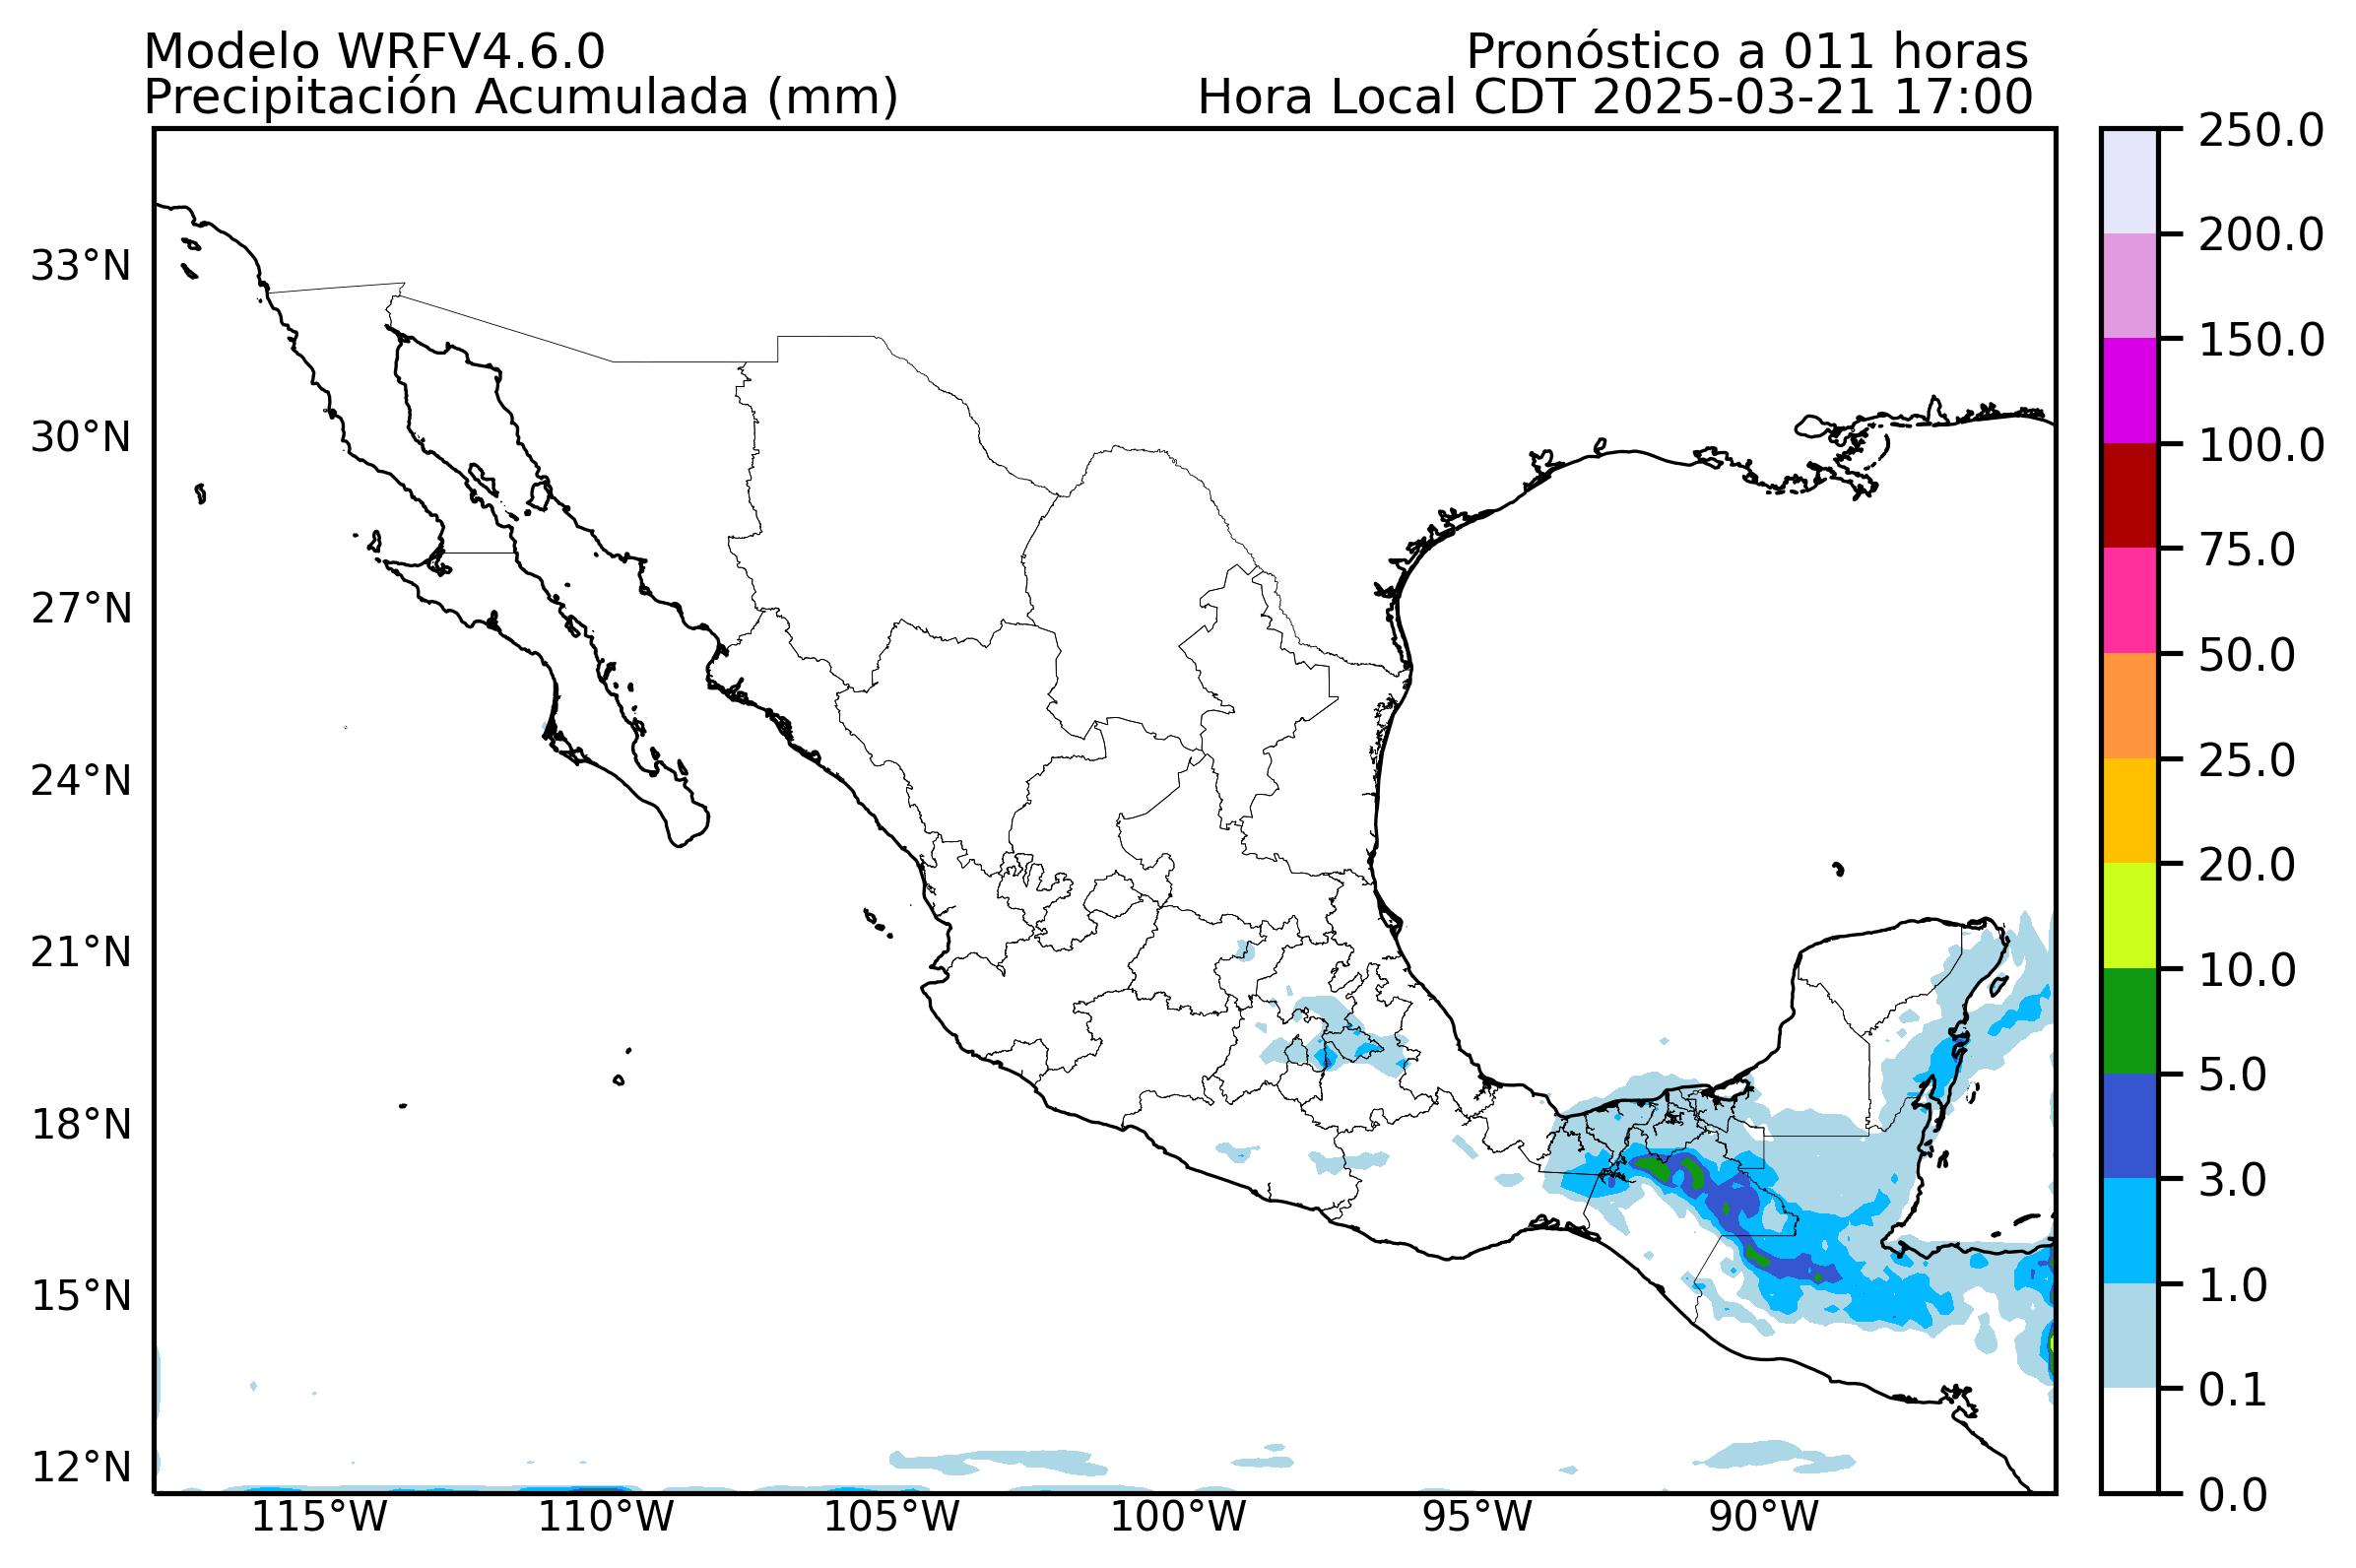 Modelo WRFV4.6.0
Pronóstico a 011 horas
Precipitación Acumulada (mm)
Hora Local CDT 2025-03-21 17:00
33°N
30°N
27°N
24°N
21°N
18°N
15°N
12°N
115°W
110°W
105°W
100°W
95°W
90°W
250.0
200.0
150.0
100.0
75.0
50.0
25.0
20.0
10.0
5.0
3.0
1.0
0.1
0.0